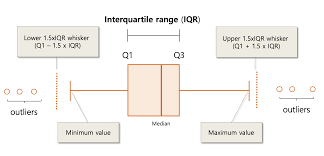 Interquartile range (IQR)
Lower 1.5xIQR whisker
(Q1 – 1.5 x IQR)
Upper 1.5xIQR whisker
(Q1 + 1.5 x IQR)
Q1
Q3
outliers
outliers
Median
Minimum value
Maximum value